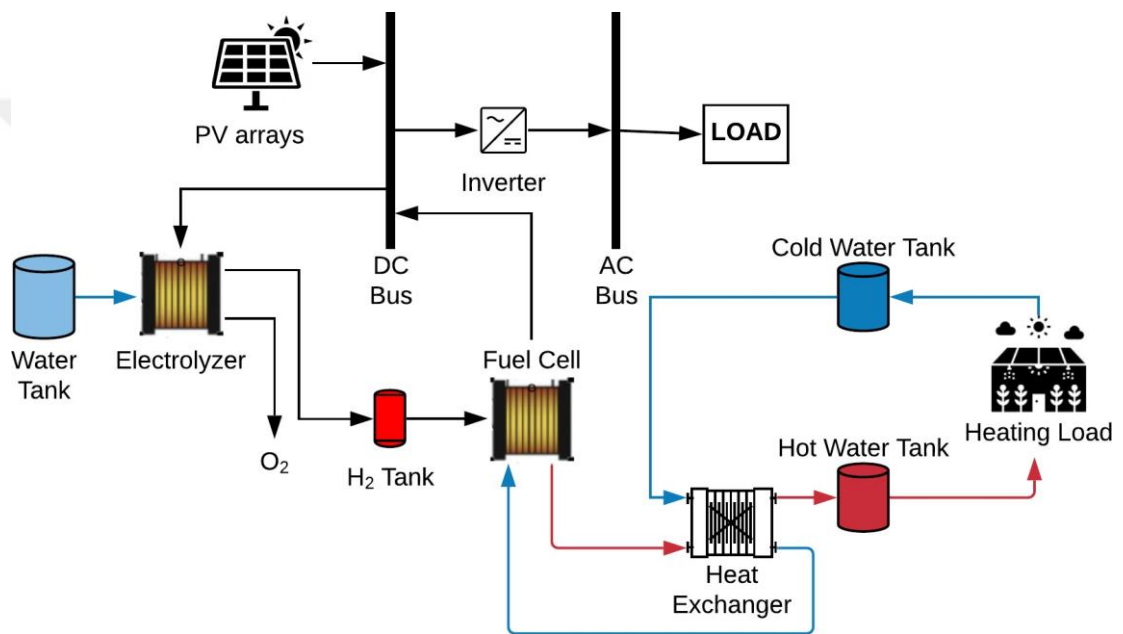 PV arrays
LOAD
Inverter
DC
Bus
AC
Bus
Cold Water Tank
Water
Tank
Electrolyzer
Fuel Cell
O₂
H₂ Tank
Heating Load
Hot Water Tank
Heat
Exchanger